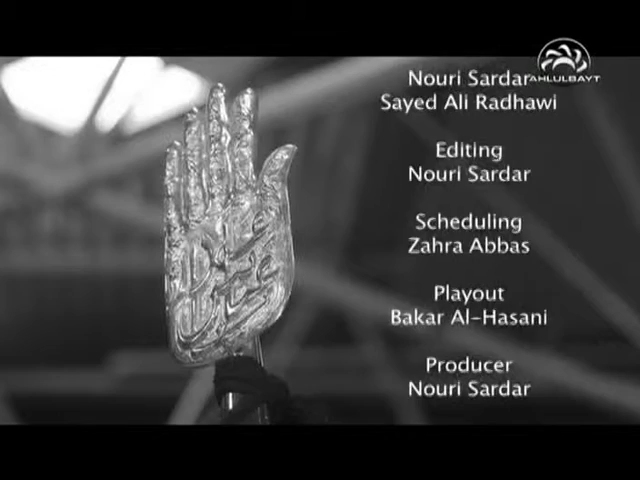 AHLULBAYT
Nouri Sardar
Sayed Ali Radhawi
Editing
Nouri Sardar
Scheduling
Zahra Abbas
Playout
Bakar Al-Hasani
Producer
Nouri Sardar